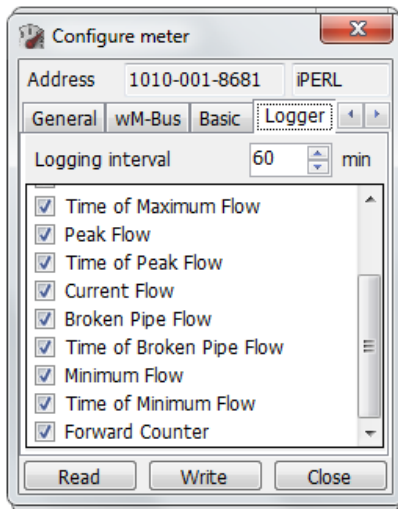 Configure meter
Address 1010-001-8681 iPERL
General wM-Bus Basic Logger
Logging interval 60 min
Time of Maximum Flow
Peak Flow
Time of Peak Flow
Current Flow
Broken Pipe Flow
Time of Broken Pipe Flow
Minimum Flow
Time of Minimum Flow
Forward Counter
Read Write Close